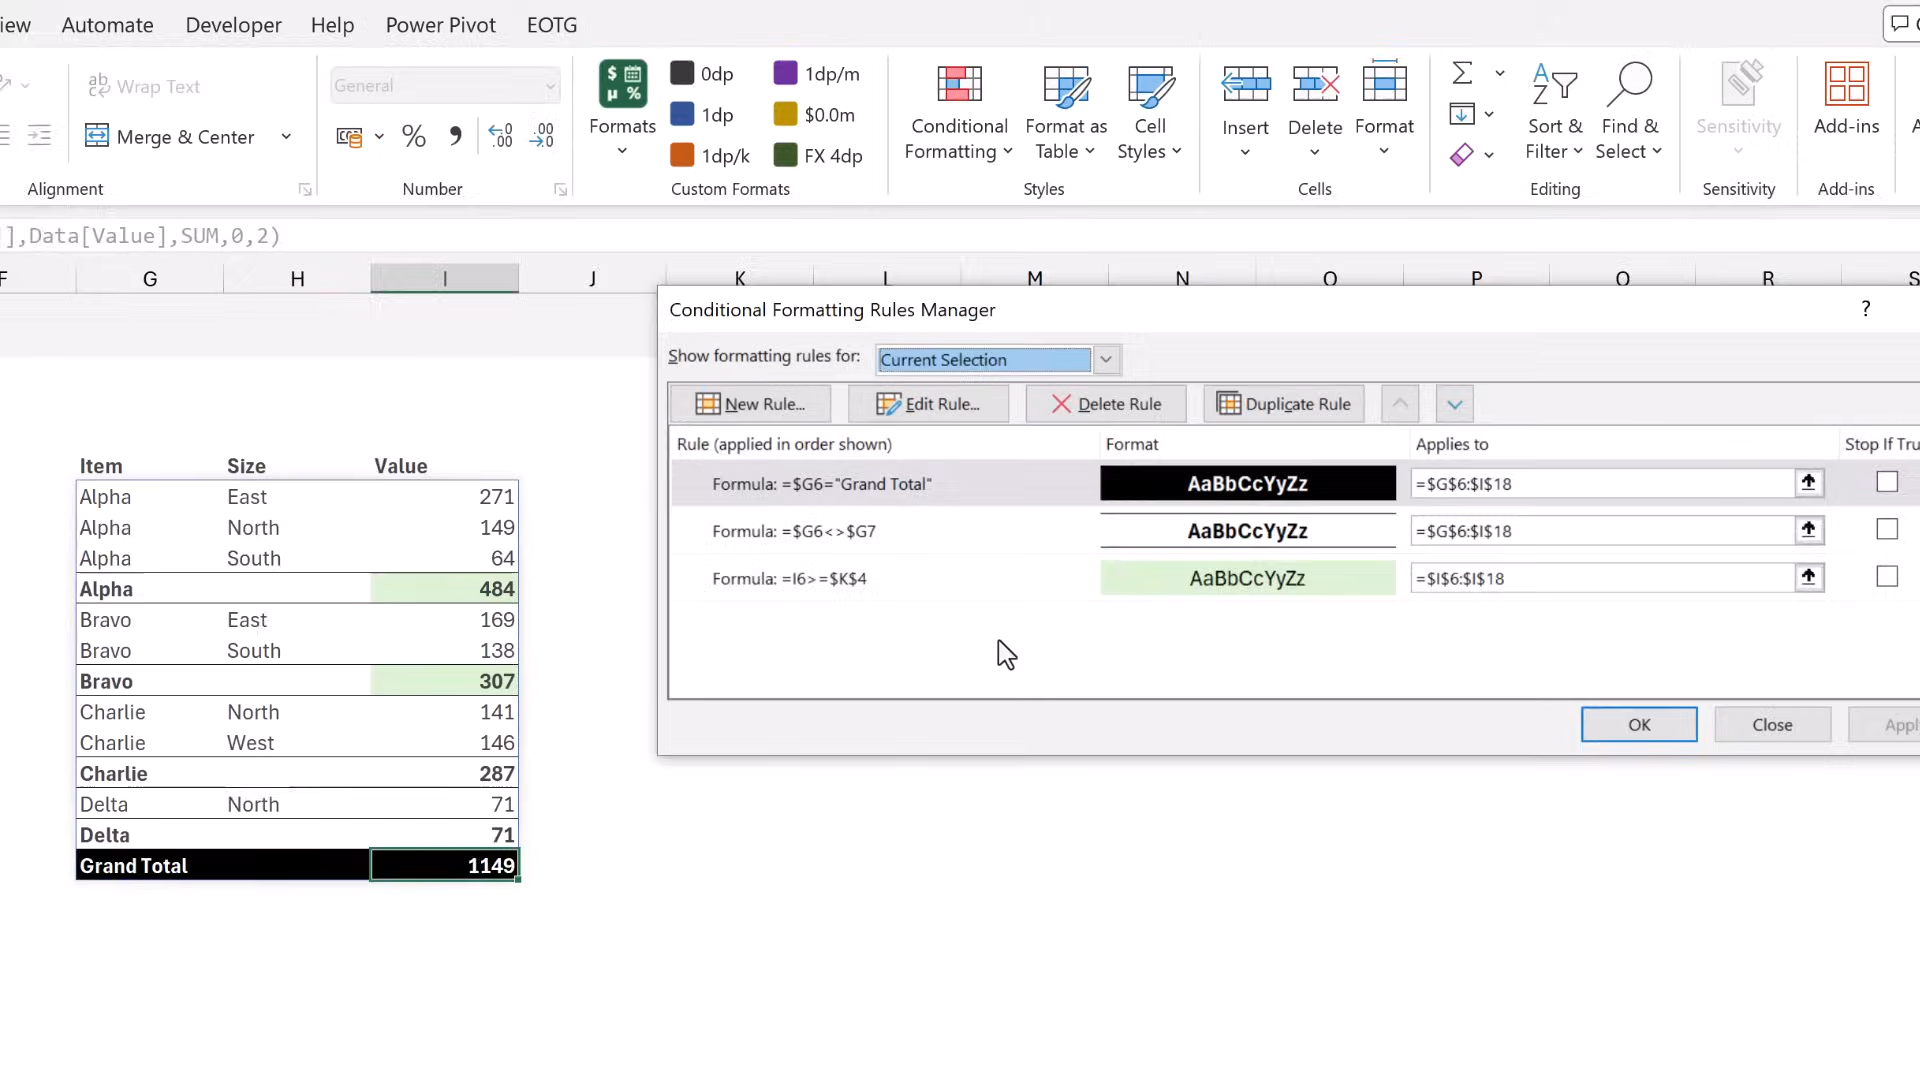 iew Automate Developer Help Power Pivot EOTG
Wrap Text General $ % 0dp 1dp/m
Merge & Center % , .00 .00 Formats 1dp $0.0m Conditional Formatting Format as Table Cell Styles Insert Delete Format Sort & Filter Find & Select Sensitivity Add-ins
1dp/k FX 4dp
Alignment Number Custom Formats Styles Cells Editing Sensitivity Add-ins
],Data[Value],SUM,0,2)
F G H I J K L M N O P Q R S
Conditional Formatting Rules Manager ?
Show formatting rules for: Current Selection
New Rule... Edit Rule... Delete Rule Duplicate Rule
Rule (applied in order shown) Format Applies to Stop If Tru
Formula: =$G6="Grand Total" AaBbCcYyZz =$G$6:$I$18
Formula: =$G6<>$G7 AaBbCcYyZz =$G$6:$I$18
Formula: =I6>=$K$4 AaBbCcYyZz =$I$6:$I$18
OK Close Apply
Item Size Value
Alpha East 271
Alpha North 149
Alpha South 64
Alpha 484
Bravo East 169
Bravo South 138
Bravo 307
Charlie North 141
Charlie West 146
Charlie 287
Delta North 71
Delta 71
Grand Total 1149